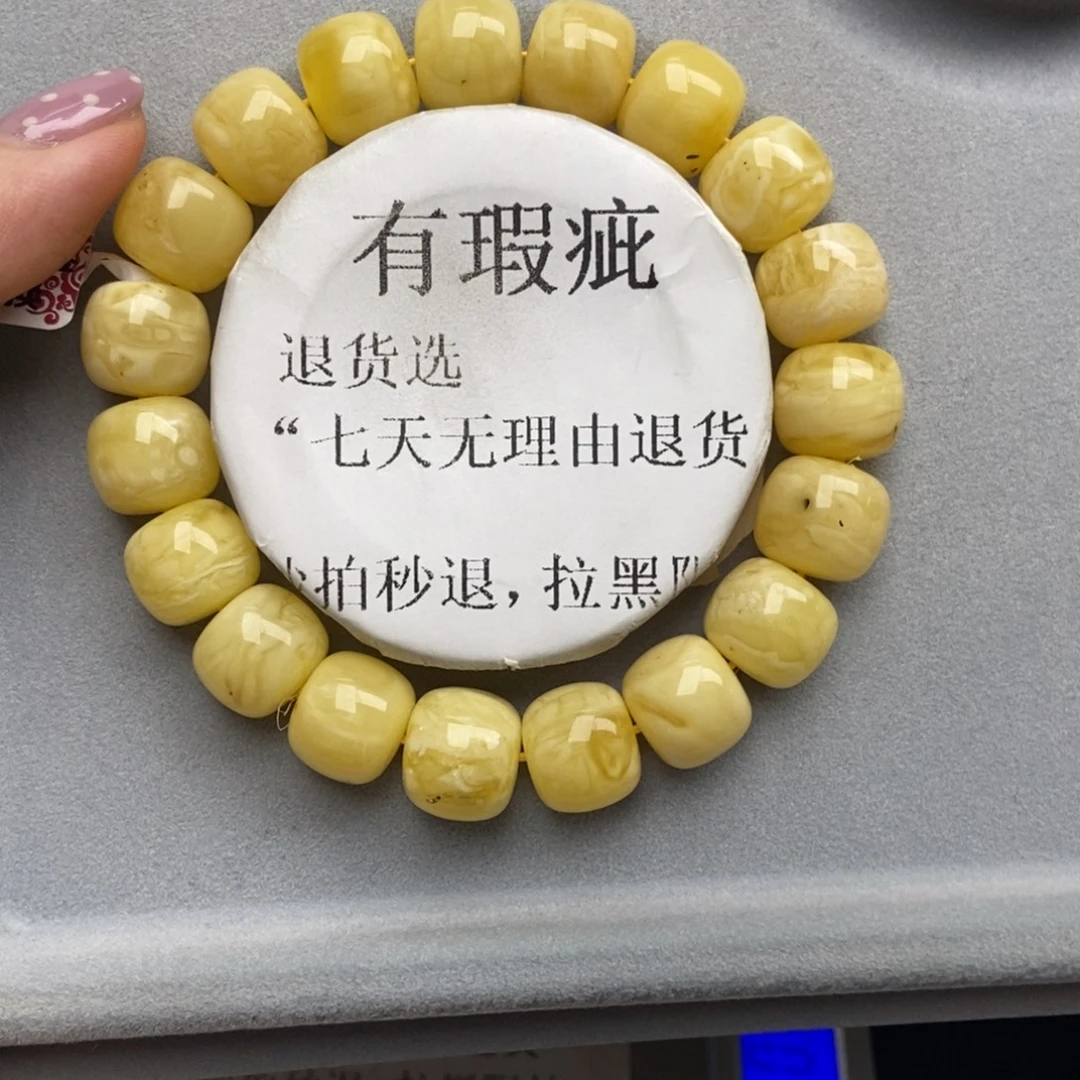 有瑕疵
退货选
“七天无理由退货
拍秒退，拉黑